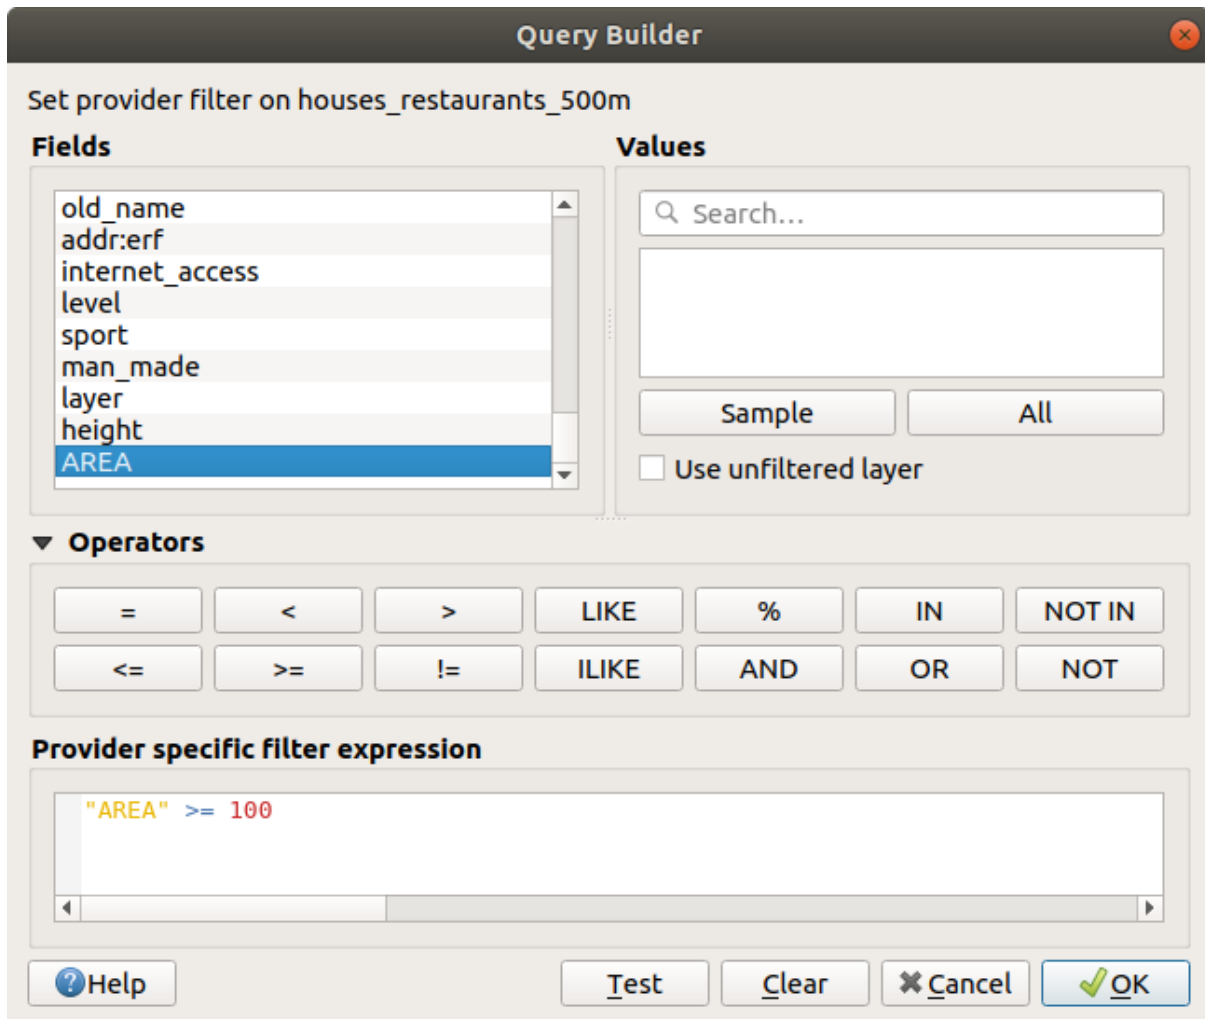 Query Builder
Set provider filter on houses_restaurants_500m
Fields
Values
old_name
addr:erf
internet_access
level
sport
man_made
layer
height
AREA
Search...
Sample
All
Use unfiltered layer
Operators
= < > LIKE % IN NOT IN
<= >= != ILIKE AND OR NOT
Provider specific filter expression
"AREA" >= 100
Help Test Clear Cancel OK